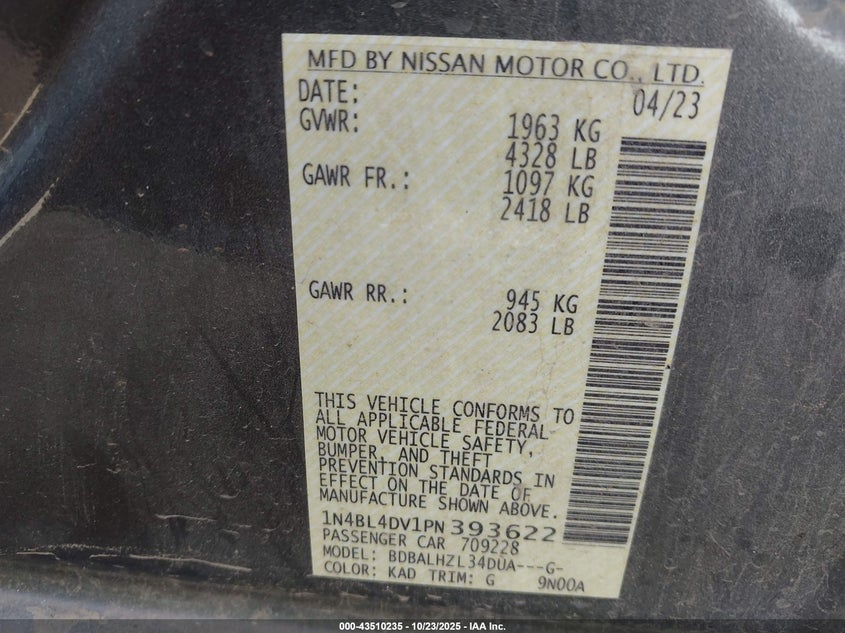 MFD BY NISSAN MOTOR CO., LTD.
DATE: 04/23
GVWR: 1963 KG
4328 LB
GAWR FR.: 1097 KG
2418 LB
GAWR RR.: 945 KG
2083 LB
THIS VEHICLE CONFORMS TO
ALL APPLICABLE FEDERAL
MOTOR VEHICLE SAFETY,
BUMPER, AND THEFT
PREVENTION STANDARDS IN
EFFECT ON THE DATE OF
MANUFACTURE SHOWN ABOVE.
1N4BL4DV1PN393622
PASSENGER CAR 709228
MODEL: BDBALHZL34DUA---G-
COLOR: KAD TRIM: G 9N00A
000-43510235 - 10/23/2025 - IAA Inc.